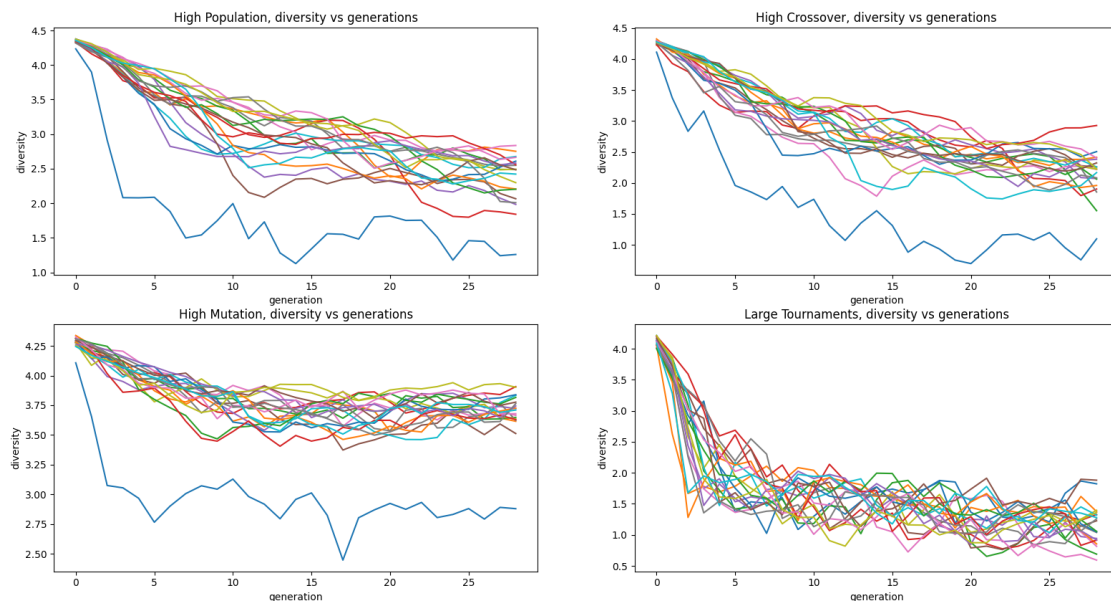 High Population, diversity vs generations
4.5
4.0
3.5
3.0
2.5
2.0
1.5
1.0
diversity
0 5 10 15 20 25
generation
High Crossover, diversity vs generations
4.5
4.0
3.5
3.0
2.5
2.0
1.5
1.0
diversity
0 5 10 15 20 25
generation
High Mutation, diversity vs generations
4.25
4.00
3.75
3.50
3.25
3.00
2.75
2.50
diversity
0 5 10 15 20 25
generation
Large Tournaments, diversity vs generations
4.0
3.5
3.0
2.5
2.0
1.5
1.0
0.5
diversity
0 5 10 15 20 25
generation